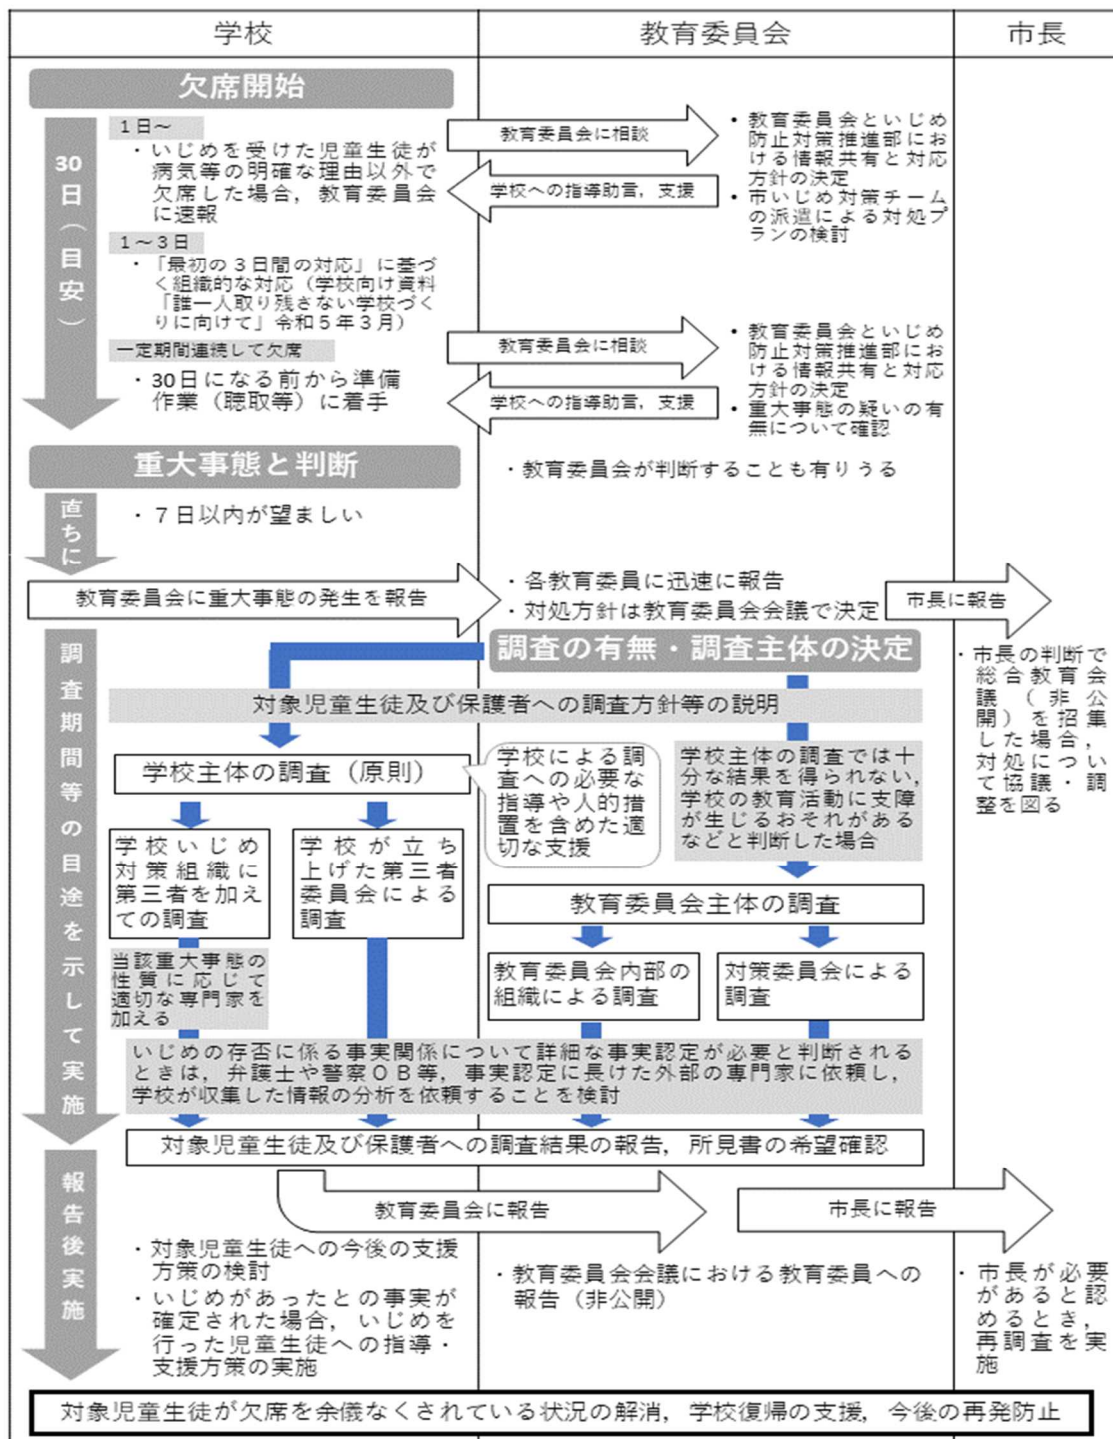 学校
教育委員会
市長
欠席開始
30日(目安)
1日～
・いじめを受けた児童生徒が
病気等の明確な理由以外で
欠席した場合，教育委員会
に速報
教育委員会に相談
学校への指導助言，支援
・教育委員会といじめ
防止対策推進部にお
ける情報共有と対応
方針の決定
・市いじめ対策チーム
の派遣による対処プ
ランの検討
1～3日
・「最初の3日間の対応」に基づ
く組織的な対応（学校向け資料
「誰一人取り残さない学校づく
りに向けて」令和5年3月）
一定期間連続して欠席
・30日になる前から準備
作業（聴取等）に着手
教育委員会に相談
学校への指導助言，支援
・教育委員会といじめ
防止対策推進部にお
ける情報共有と対応
方針の決定
・重大事態の疑いの有
無について確認
重大事態と判断
・教育委員会が判断することも有りうる
直ちに
・7日以内が望ましい
教育委員会に重大事態の発生を報告
・各教育委員に迅速に報告
・対処方針は教育委員会会議で決定
市長に報告
調査期間等の目途を示して実施
調査の有無・調査主体の決定
・市長の判断で
総合教育会
議（非公
開）を招集
した場合，
対処につい
て協議・調
整を図る
対象児童生徒及び保護者への調査方針等の説明
学校主体の調査（原則）
学校による調
査への必要な
指導や人的措
置を含めた適
切な支援
学校主体の調査では十
分な結果を得られない，
学校の教育活動に支障
が生じるおそれがある
などと判断した場合
学校いじめ
対策組織に
第三者を加え
ての調査
学校が立ち
上げた第三者
委員会による
調査
教育委員会主体の調査
当該重大事態の
性質に応じて
適切な専門家を
加える
教育委員会内部の
組織による調査
対策委員会による
調査
いじめの存否に係る事実関係について詳細な事実認定が必要と判断される
ときは，弁護士や警察OB等，事実認定に長けた外部の専門家に依頼し，
学校が収集した情報の分析を依頼することを検討
対象児童生徒及び保護者への調査結果の報告，所見書の希望確認
報告後実施
教育委員会に報告
市長に報告
・対象児童生徒への今後の支援
方策の検討
・いじめがあったとの事実が
確定された場合，いじめを
行った児童生徒への指導・
支援方策の実施
・教育委員会会議における教育委員への
報告（非公開）
・市長が必要
があると認
めるとき，
再調査を実
施
対象児童生徒が欠席を余儀なくされている状況の解消，学校復帰の支援，今後の再発防止